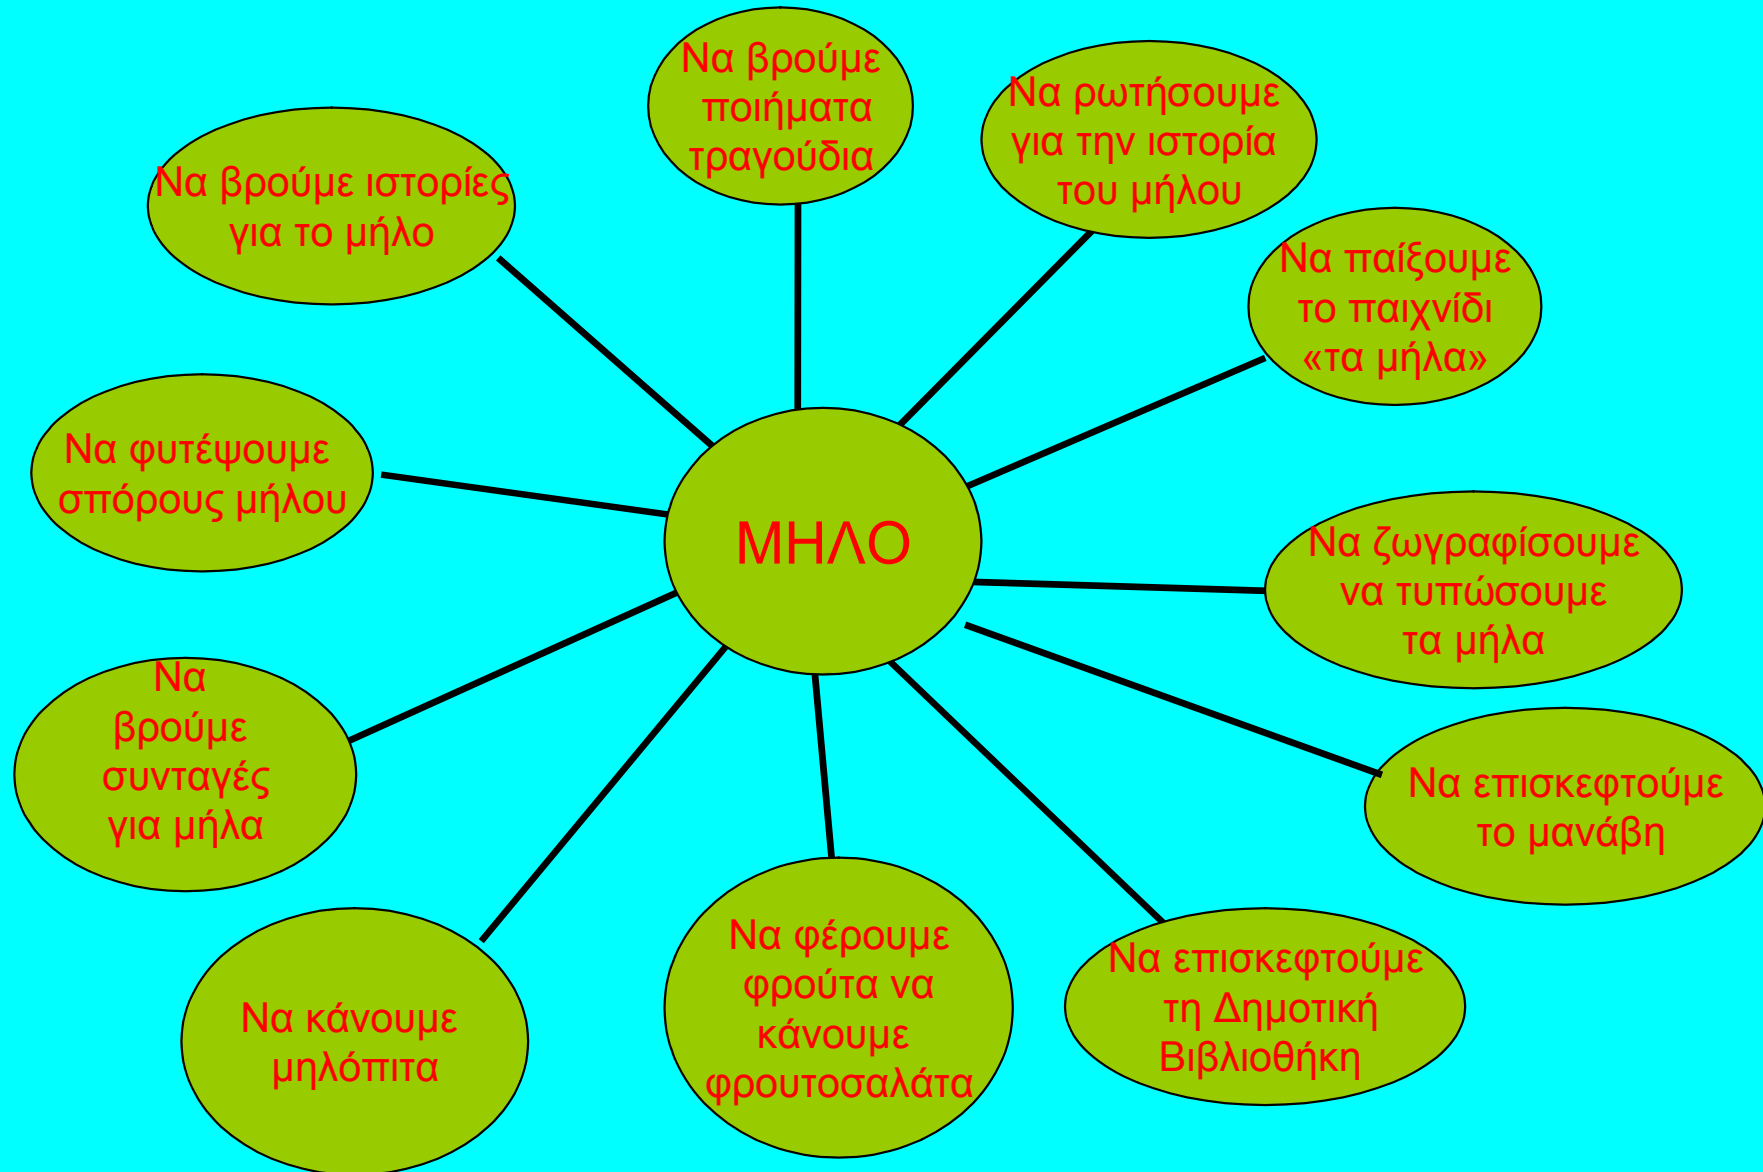 Να βρούμε
ποιήματα
τραγούδια
Να ρωτήσουμε
για την ιστορία
του μήλου
Να βρούμε ιστορίες
για το μήλο
Να παίξουμε
το παιχνίδι
«τα μήλα»
Να φυτέψουμε
σπόρους μήλου
ΜΗΛΟ
Να ζωγραφίσουμε
να τυπώσουμε
τα μήλα
Να
βρούμε
συνταγές
για μήλα
Να επισκεφτούμε
το μανάβη
Να κάνουμε
μηλόπιτα
Να φέρουμε
φρούτα να
κάνουμε
φρουτοσαλάτα
Να επισκεφτούμε
τη Δημοτική
Βιβλιοθήκη